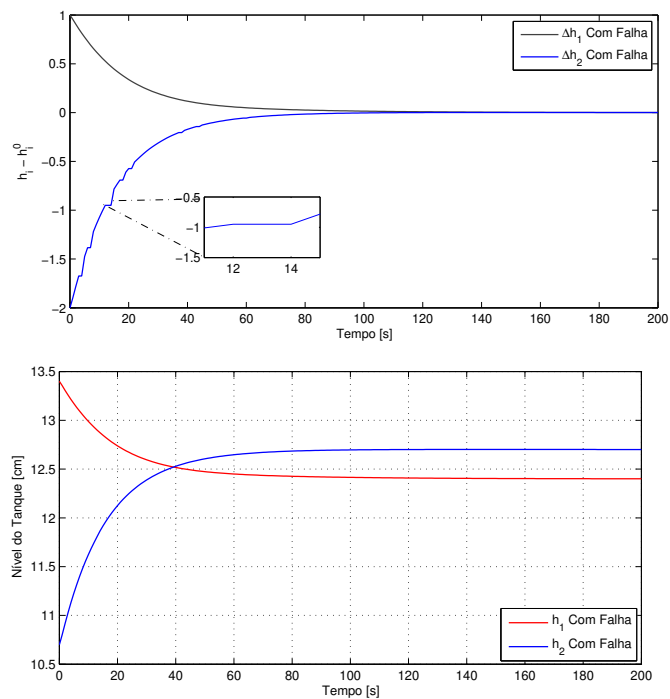 1
0.5
0
−0.5
−1
−1.5
−2
h_i − h_i^0
Δh_1 Com Falha
Δh_2 Com Falha
−0.5
−1
−1.5
12 14
0 20 40 60 80 100 120 140 160 180 200
Tempo [s]
13.5
13
12.5
12
11.5
11
10.5
Nível do Tanque [cm]
h_1 Com Falha
h_2 Com Falha
0 20 40 60 80 100 120 140 160 180 200
Tempo [s]